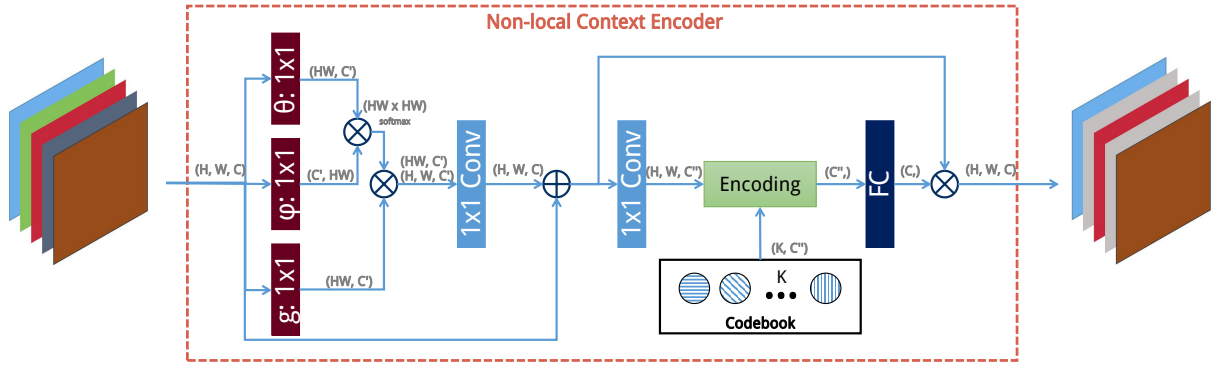 Non-local Context Encoder
θ: 1x1
(HW, C')
(HW x HW)
softmax
(H, W, C)
φ: 1x1
(C', HW)
(HW, C')
(H, W, C')
1x1 Conv
(H, W, C)
1x1 Conv
(H, W, C'')
Encoding
(C'',)
FC
(C,)
(H, W, C)
g: 1x1
(HW, C')
(K, C'')
K
Codebook